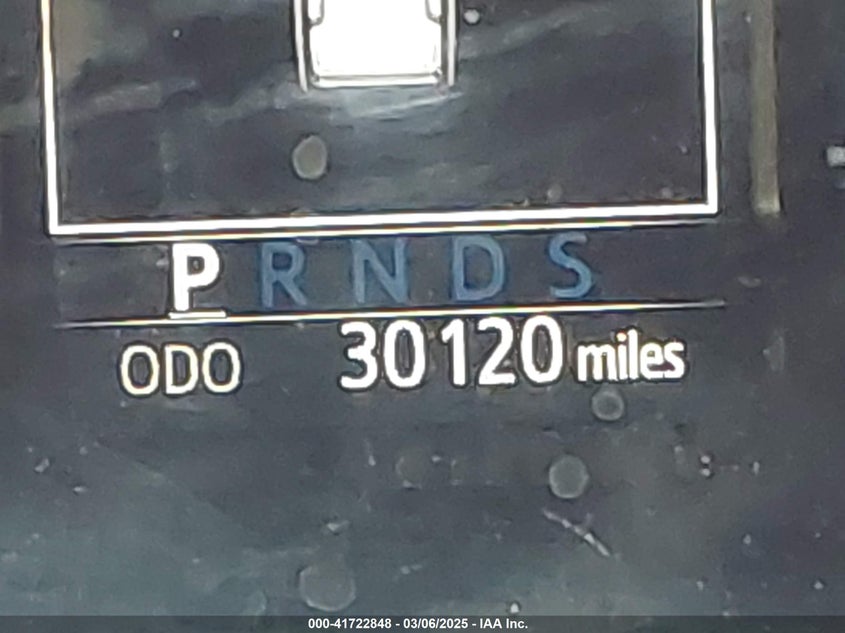 P R N D S
ODO 30120 miles
000-41722848 - 03/06/2025 - IAA Inc.